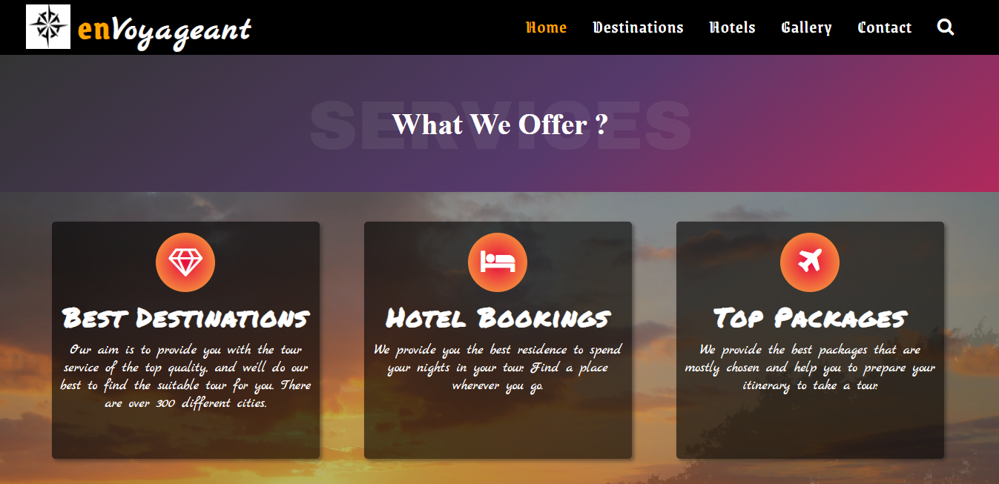 enVoyageant
Home Destinations Hotels Gallery Contact
SERVICES
What We Offer ?
Best Destinations
Our aim is to provide you with the tour
service of the top quality, and we'll do our
best to find the suitable tour for you. There
are over 300 different cities.
Hotel Bookings
We provide you the best residence to spend
your nights in your tour. Find a place
wherever you go.
Top Packages
We provide the best packages that are
mostly chosen and help you to prepare your
itinerary to take a tour.